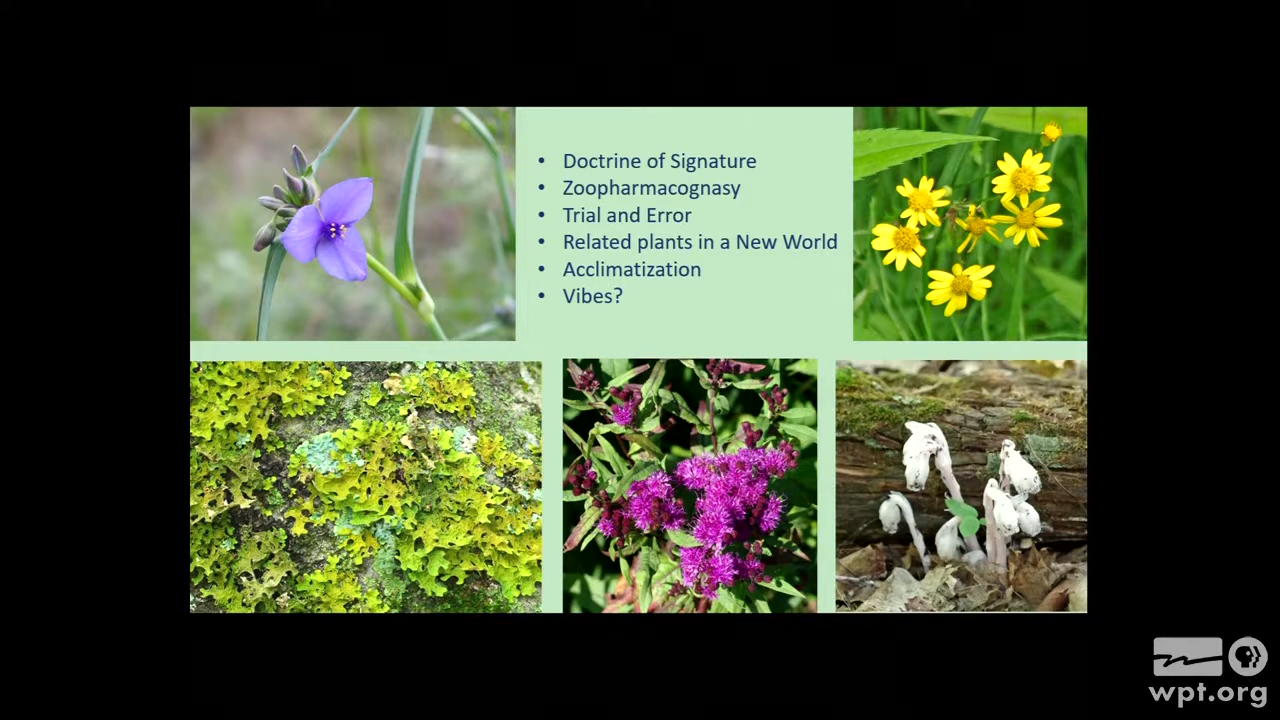 • Doctrine of Signature
• Zoopharmacognasy
• Trial and Error
• Related plants in a New World
• Acclimatization
• Vibes?
wpt.org